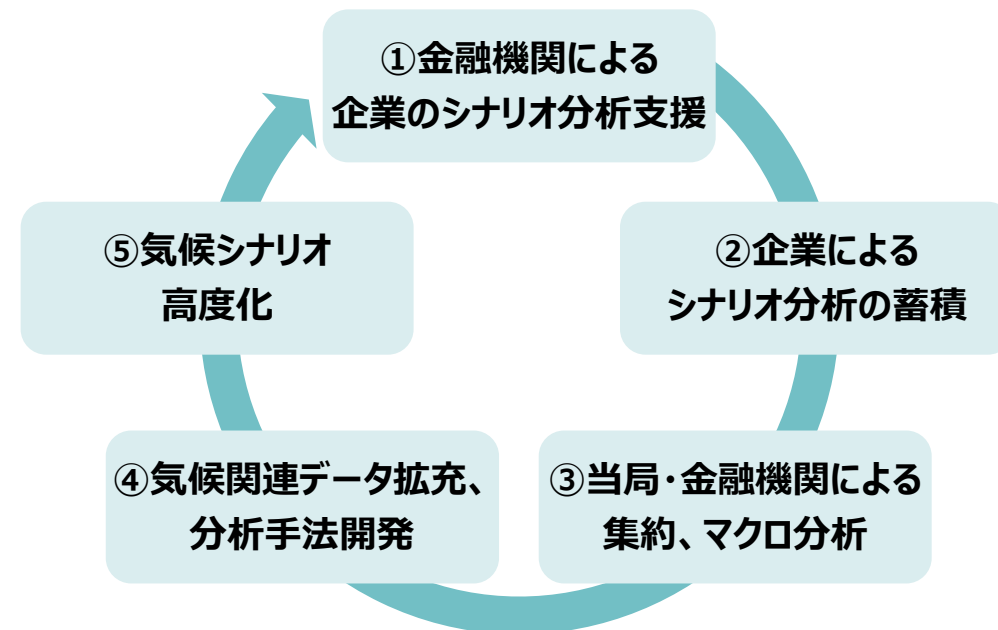 ①金融機関による
企業のシナリオ分析支援
②企業による
シナリオ分析の蓄積
③当局・金融機関による
集約、マクロ分析
④気候関連データ拡充、
分析手法開発
⑤気候シナリオ
高度化